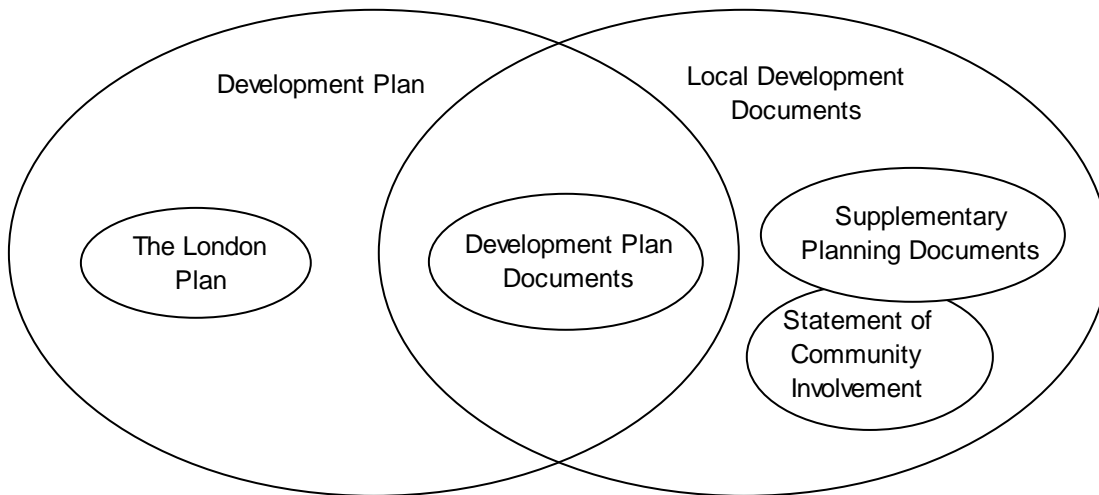 Development Plan
Local Development
Documents
The London
Plan
Development Plan
Documents
Supplementary
Planning Documents
Statement of
Community
Involvement